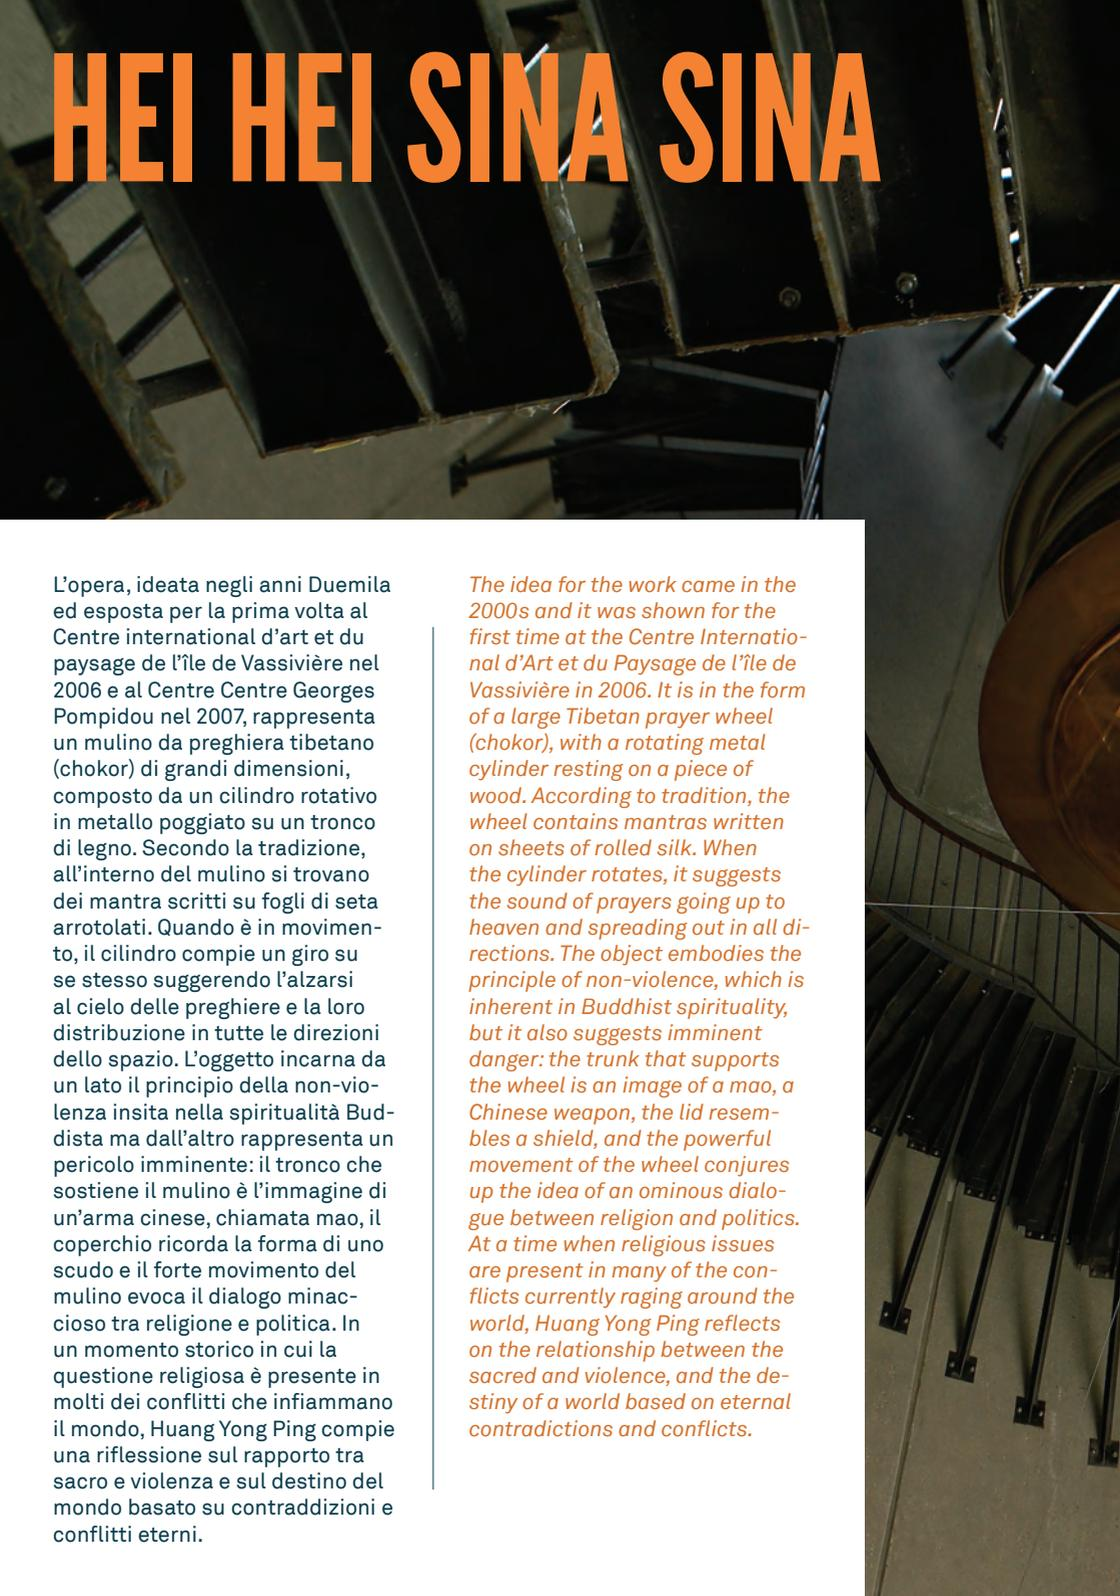 HEI HEI SINA SINA
L’opera, ideata negli anni Duemila
ed esposta per la prima volta al
Centre international d’art et du
paysage de l’île de Vassivière nel
2006 e al Centre Centre Georges
Pompidou nel 2007, rappresenta
un mulino da preghiera tibetano
(chokor) di grandi dimensioni,
composto da un cilindro rotativo
in metallo poggiato su un tronco
di legno. Secondo la tradizione,
all’interno del mulino si trovano
dei mantra scritti su fogli di seta
arrotolati. Quando è in movimen-
to, il cilindro compie un giro su
se stesso suggerendo l’alzarsi
al cielo delle preghiere e la loro
distribuzione in tutte le direzioni
dello spazio. L’oggetto incarna da
un lato il principio della non-vio-
lenza insita nella spiritualità Bud-
dista ma dall’altro rappresenta un
pericolo imminente: il tronco che
sostiene il mulino è l’immagine di
un’arma cinese, chiamata mao, il
coperchio ricorda la forma di uno
scudo e il forte movimento del
mulino evoca il dialogo minac-
cioso tra religione e politica. In
un momento storico in cui la
questione religiosa è presente in
molti dei conflitti che infiammano
il mondo, Huang Yong Ping compie
una riflessione sul rapporto tra
sacro e violenza e sul destino del
mondo basato su contraddizioni e
conflitti eterni.
The idea for the work came in the
2000s and it was shown for the
first time at the Centre Internatio-
nal d’Art et du Paysage de l’île de
Vassivière in 2006. It is in the form
of a large Tibetan prayer wheel
(chokor), with a rotating metal
cylinder resting on a piece of
wood. According to tradition, the
wheel contains mantras written
on sheets of rolled silk. When
the cylinder rotates, it suggests
the sound of prayers going up to
heaven and spreading out in all di-
rections. The object embodies the
principle of non-violence, which is
inherent in Buddhist spirituality,
but it also suggests imminent
danger: the trunk that supports
the wheel is an image of a mao, a
Chinese weapon, the lid resem-
bles a shield, and the powerful
movement of the wheel conjures
up the idea of an ominous dialo-
gue between religion and politics.
At a time when religious issues
are present in many of the con-
flicts currently raging around the
world, Huang Yong Ping reflects
on the relationship between the
sacred and violence, and the de-
stiny of a world based on eternal
contradictions and conflicts.